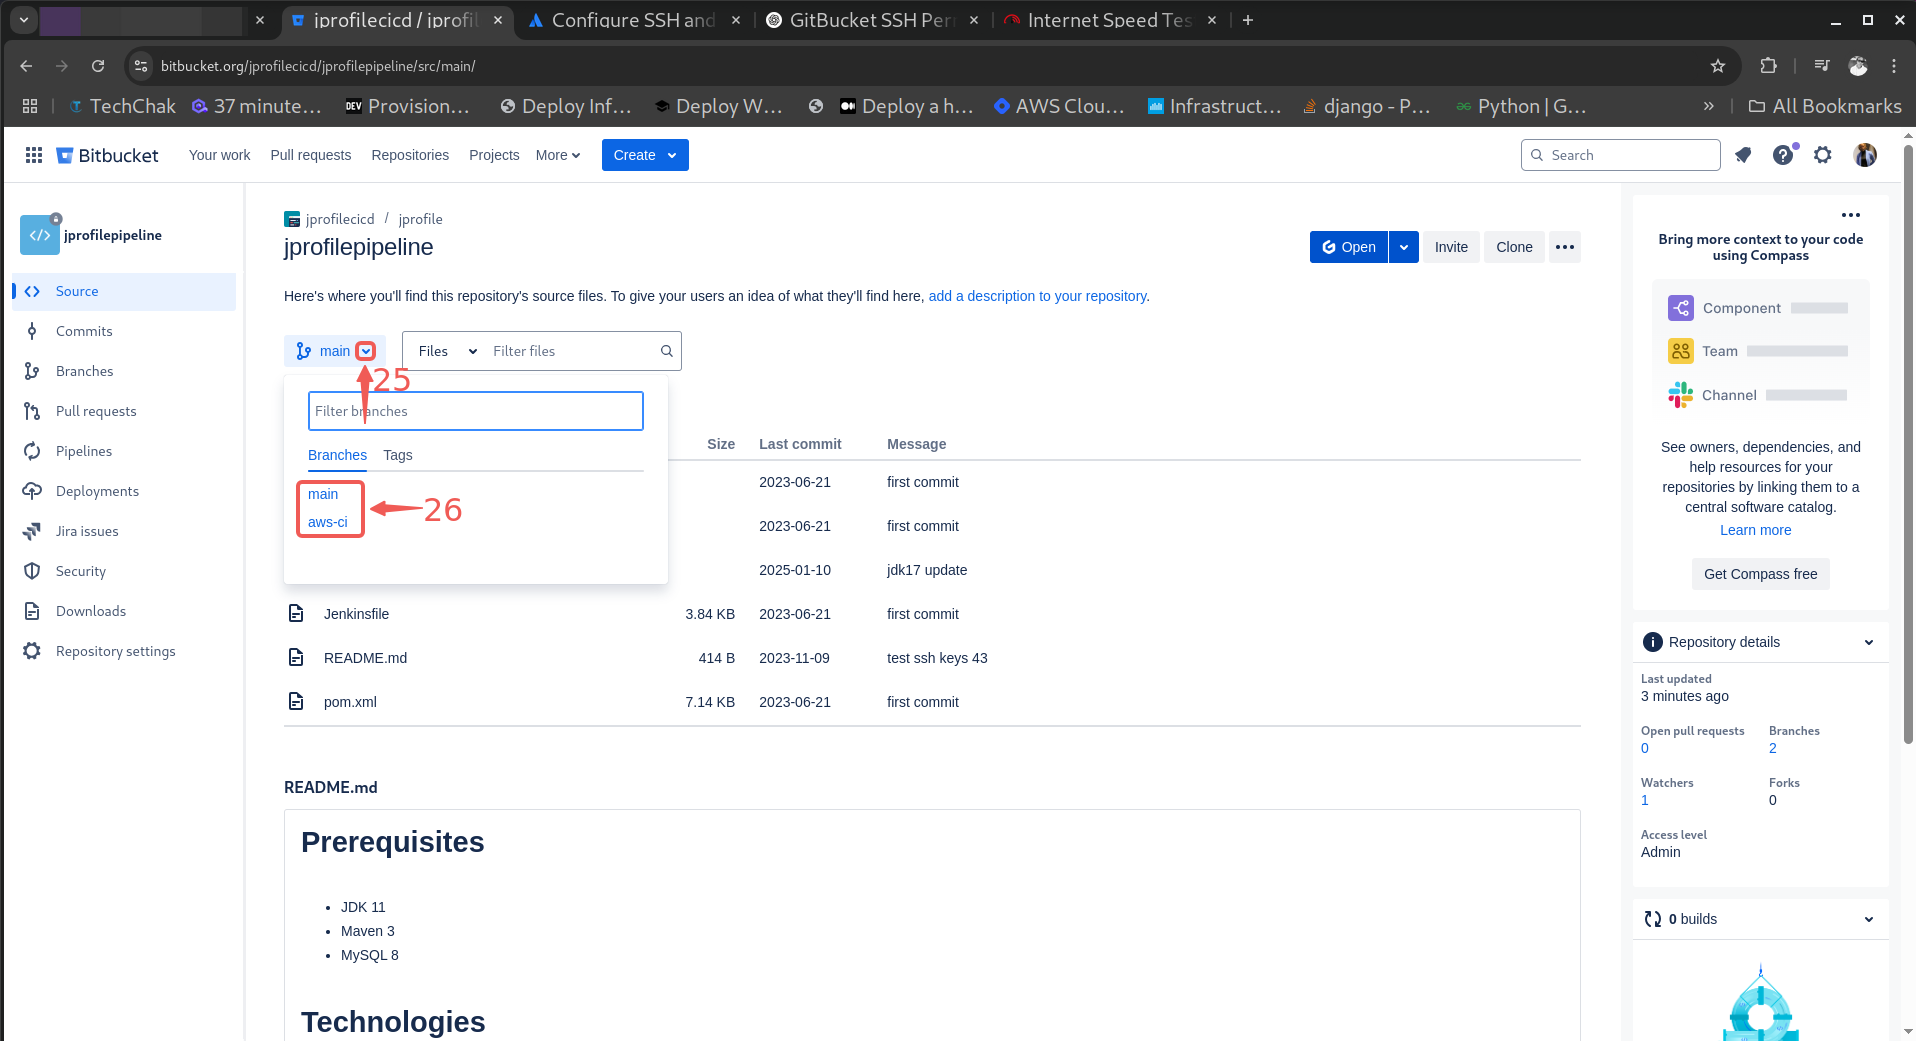 jprofilecicd / jprofil
Configure SSH and
GitBucket SSH Per
Internet Speed Tes
bitbucket.org/jprofilecicd/jprofilepipeline/src/main/
TechChak
37 minute...
DEV Provision...
Deploy Inf...
Deploy W...
Deploy a h...
AWS Clou...
Infrastruct...
django - P...
Python | G...
All Bookmarks
Bitbucket
Your work
Pull requests
Repositories
Projects
More
Create
Search
jprofilepipeline
Source
Commits
Branches
Pull requests
Pipelines
Deployments
Jira issues
Security
Downloads
Repository settings
jprofilecicd / jprofile
jprofilepipeline
Open
Invite
Clone
Here's where you'll find this repository's source files. To give your users an idea of what they'll find here, add a description to your repository.
main
Files
Filter files
25
Filter branches
Branches
Tags
main
aws-ci
26
Size Last commit Message
2023-06-21 first commit
2023-06-21 first commit
2025-01-10 jdk17 update
Jenkinsfile 3.84 KB 2023-06-21 first commit
README.md 414 B 2023-11-09 test ssh keys 43
pom.xml 7.14 KB 2023-06-21 first commit
README.md
Prerequisites
• JDK 11
• Maven 3
• MySQL 8
Technologies
Bring more context to your code
using Compass
Component
Team
Channel
See owners, dependencies, and
help resources for your
repositories by linking them to a
central software catalog.
Learn more
Get Compass free
Repository details
Last updated
3 minutes ago
Open pull requests Branches
0 2
Watchers Forks
1 0
Access level
Admin
0 builds